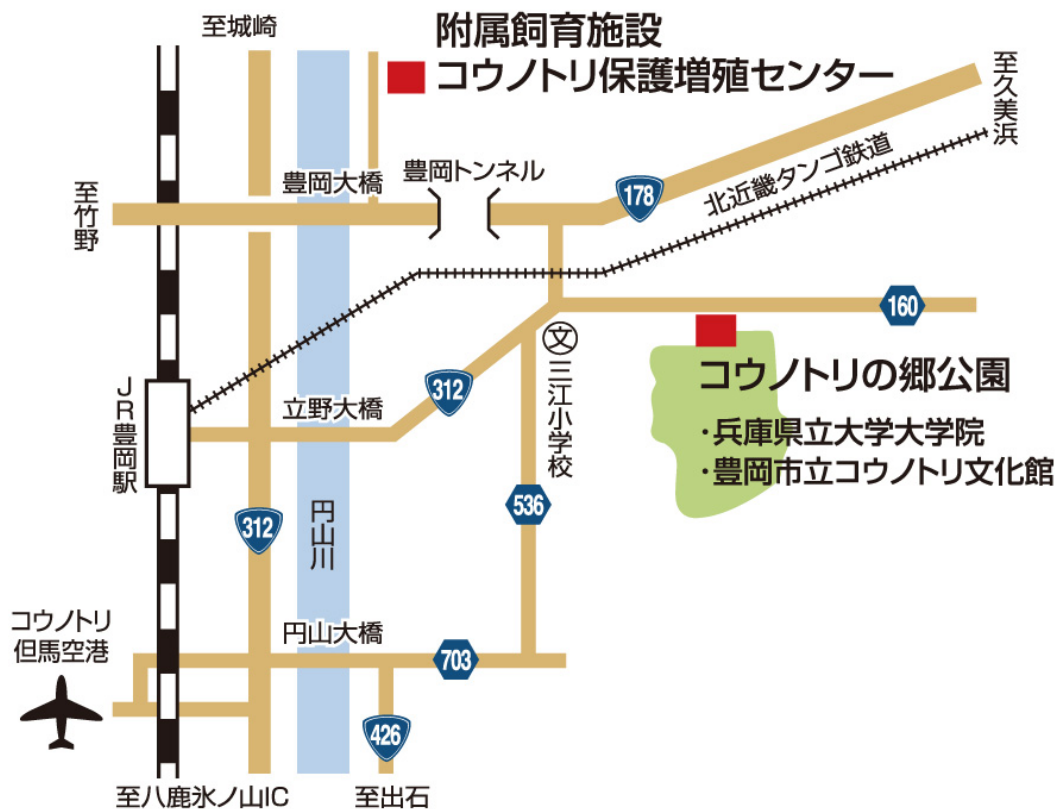 至城崎
附属飼育施設
コウノトリ保護増殖センター
至久美浜
豊岡大橋
豊岡トンネル
178
北近畿タンゴ鉄道
至竹野
160
文
三江小学校
コウノトリの郷公園
・兵庫県立大学大学院
・豊岡市立コウノトリ文化館
JR豊岡駅
立野大橋
312
536
312
円山川
コウノトリ
但馬空港
円山大橋
703
426
至八鹿氷ノ山IC
至出石